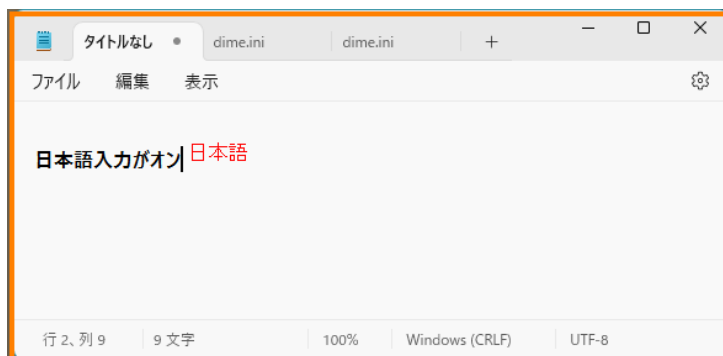 タイトルなし
dime.ini
dime.ini
ファイル 編集 表示
日本語入力がオン 日本語
行 2、列 9 9 文字 100% Windows (CRLF) UTF-8